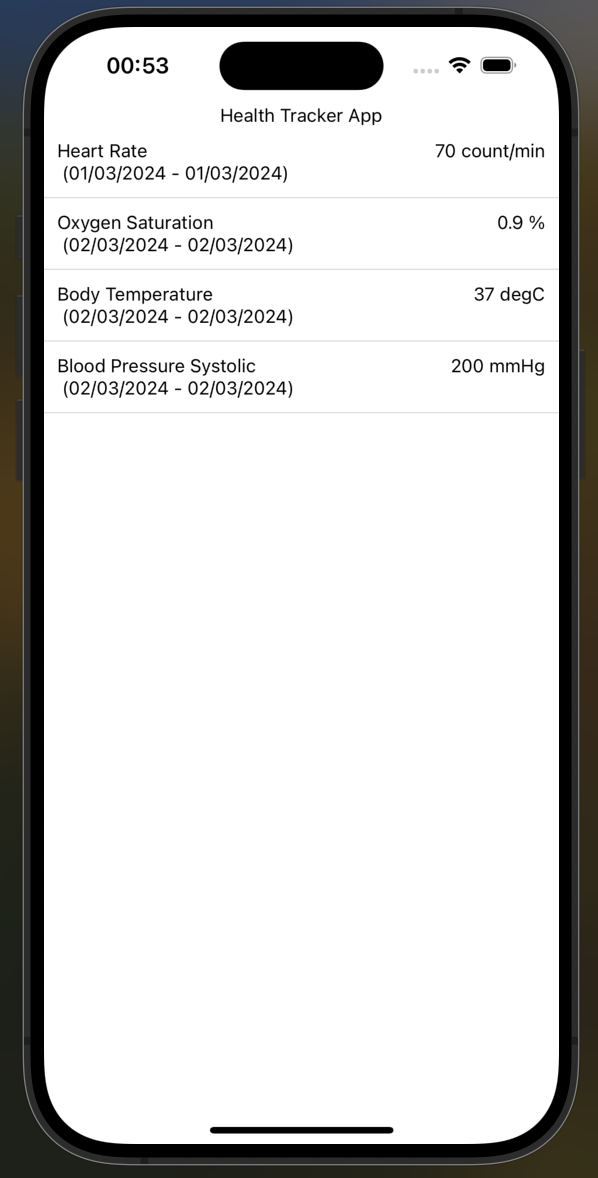 00:53
Health Tracker App
Heart Rate 70 count/min
(01/03/2024 - 01/03/2024)
Oxygen Saturation 0.9 %
(02/03/2024 - 02/03/2024)
Body Temperature 37 degC
(02/03/2024 - 02/03/2024)
Blood Pressure Systolic 200 mmHg
(02/03/2024 - 02/03/2024)